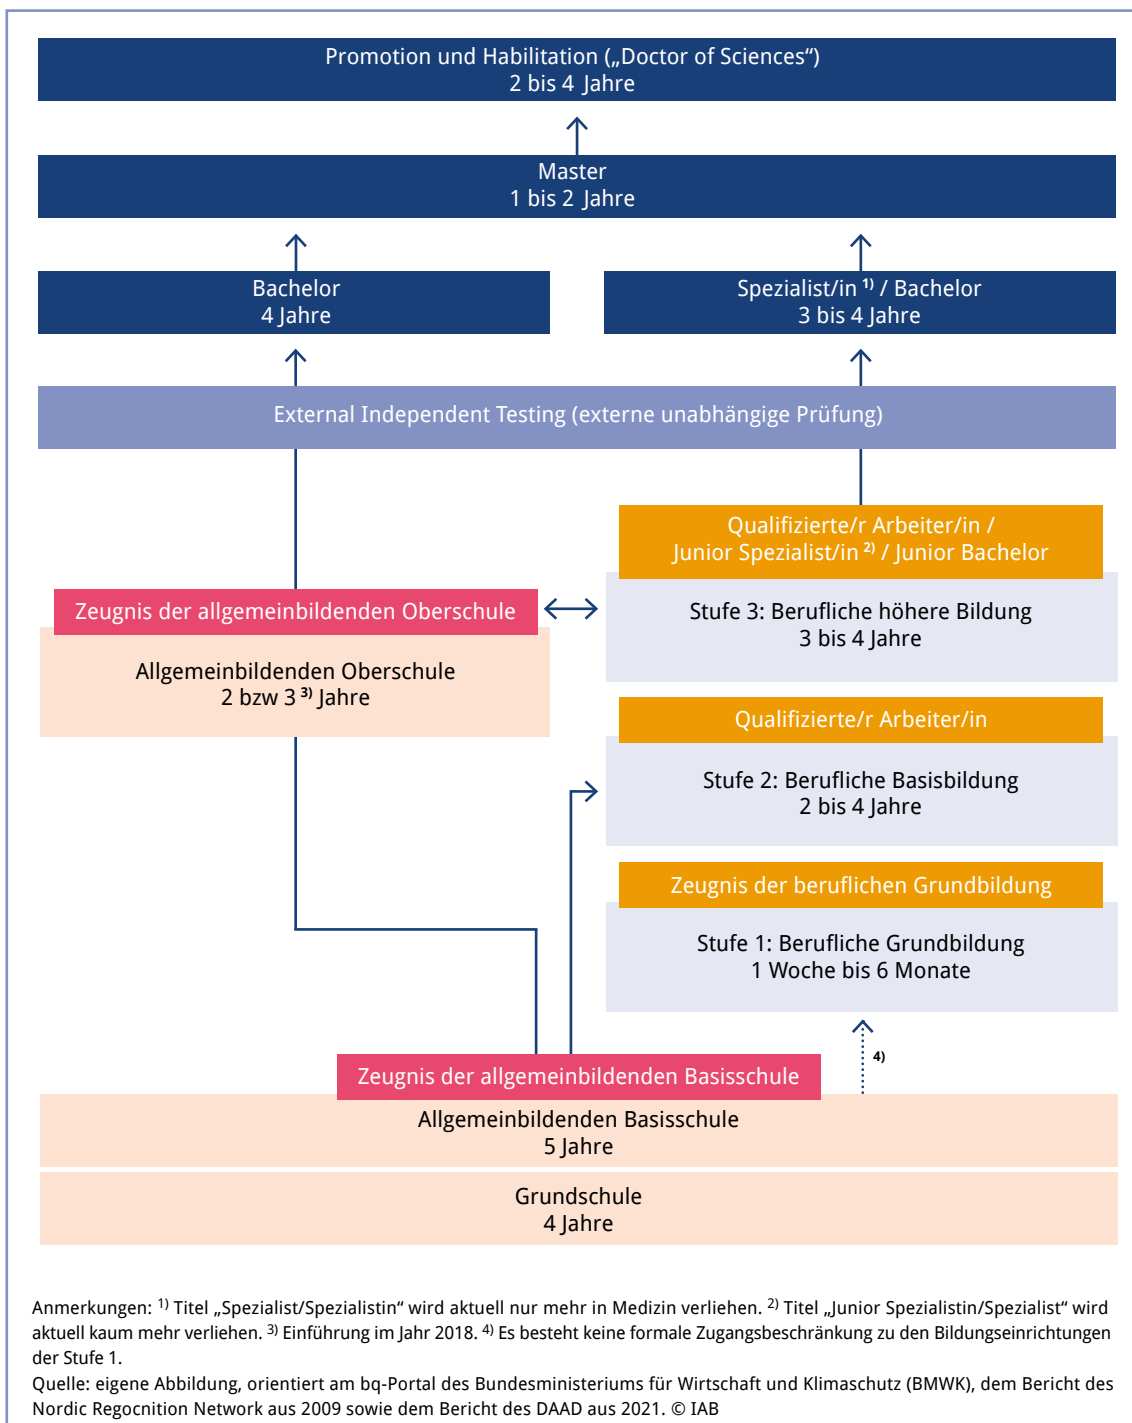 Promotion und Habilitation („Doctor of Sciences“)
2 bis 4 Jahre
Master
1 bis 2 Jahre
Bachelor
4 Jahre
Spezialist/in 1) / Bachelor
3 bis 4 Jahre
External Independent Testing (externe unabhängige Prüfung)
Qualifizierte/r Arbeiter/in /
Junior Spezialist/in 2) / Junior Bachelor
Zeugnis der allgemeinbildenden Oberschule
Stufe 3: Berufliche höhere Bildung
3 bis 4 Jahre
Allgemeinbildenden Oberschule
2 bzw 3 3) Jahre
Qualifizierte/r Arbeiter/in
Stufe 2: Berufliche Basisbildung
2 bis 4 Jahre
Zeugnis der beruflichen Grundbildung
Stufe 1: Berufliche Grundbildung
1 Woche bis 6 Monate
4)
Zeugnis der allgemeinbildenden Basisschule
Allgemeinbildenden Basisschule
5 Jahre
Grundschule
4 Jahre
Anmerkungen: 1) Titel „Spezialist/Spezialistin“ wird aktuell nur mehr in Medizin verliehen. 2) Titel „Junior Spezialistin/Spezialist“ wird
aktuell kaum mehr verliehen. 3) Einführung im Jahr 2018. 4) Es besteht keine formale Zugangsbeschränkung zu den Bildungseinrichtungen
der Stufe 1.
Quelle: eigene Abbildung, orientiert am bq-Portal des Bundesministeriums für Wirtschaft und Klimaschutz (BMWK), dem Bericht des
Nordic Regocnition Network aus 2009 sowie dem Bericht des DAAD aus 2021. © IAB